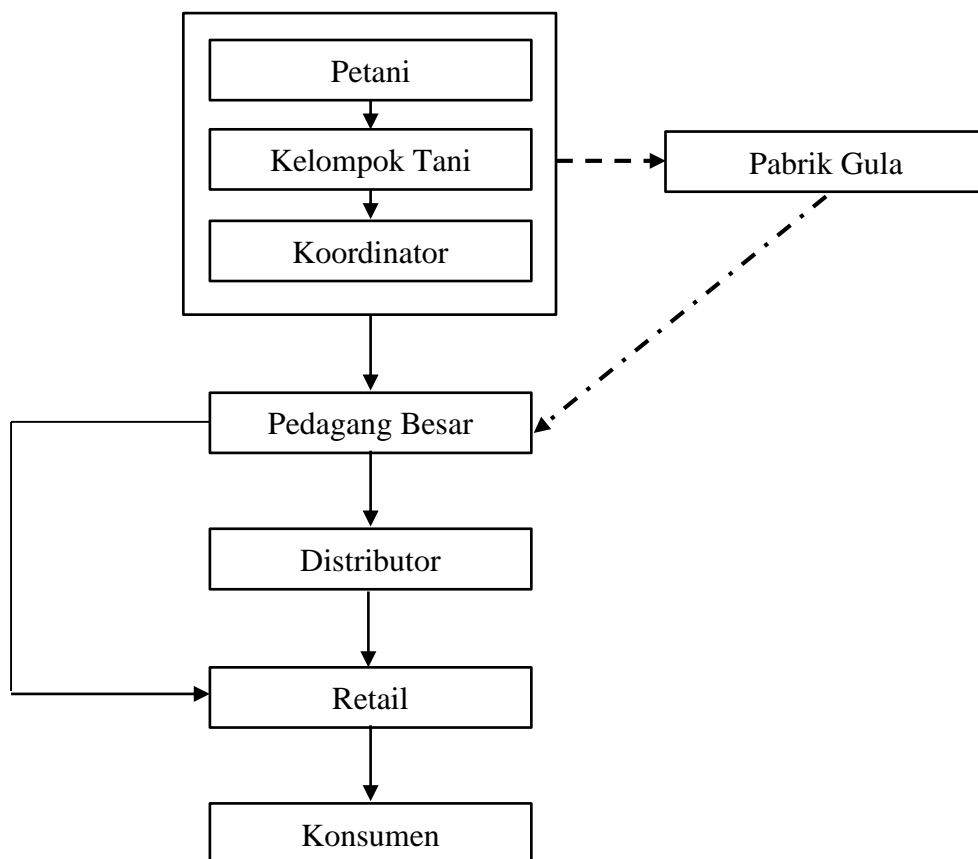 Petani
Kelompok Tani
Pabrik Gula
Koordinator
Pedagang Besar
Distributor
Retail
Konsumen